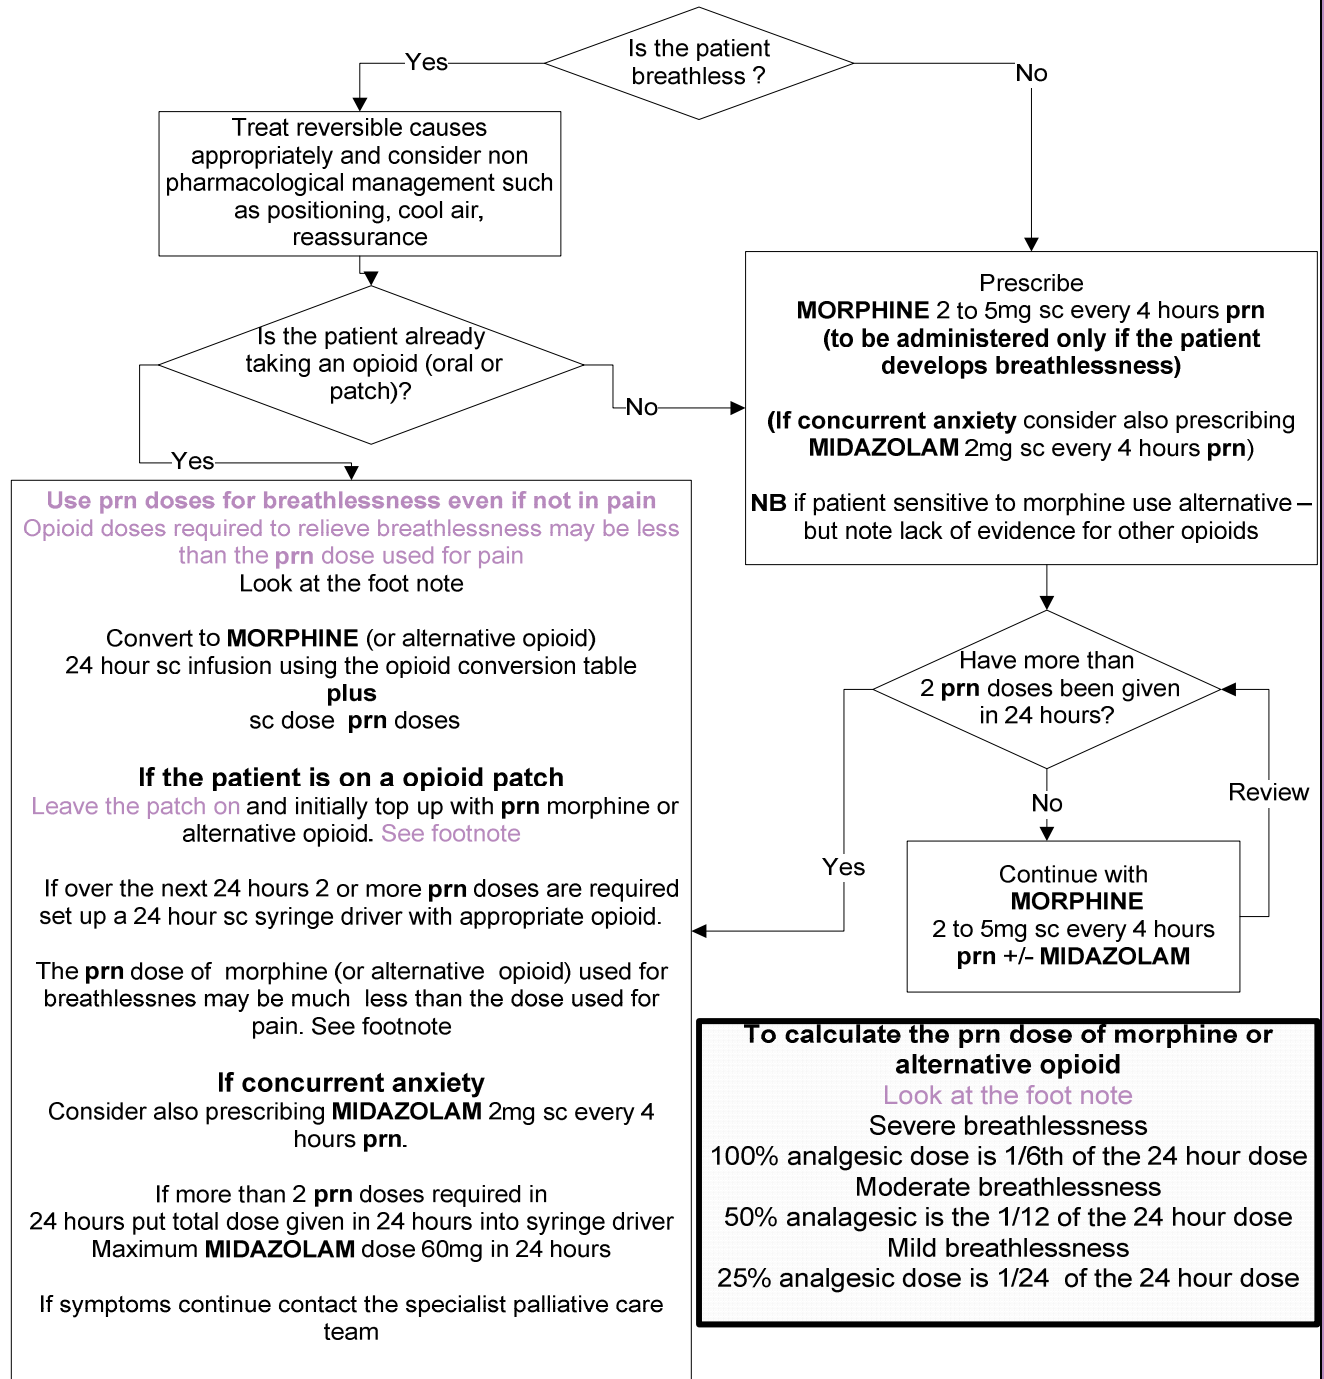 Is the patient
breathless ?
Yes
No
Treat reversible causes
appropriately and consider non
pharmacological management such
as positioning, cool air,
reassurance
Is the patient already
taking an opioid (oral or
patch)?
No
Yes
Prescribe
MORPHINE 2 to 5mg sc every 4 hours prn
(to be administered only if the patient
develops breathlessness)
(If concurrent anxiety consider also prescribing
MIDAZOLAM 2mg sc every 4 hours prn)
NB if patient sensitive to morphine use alternative –
but note lack of evidence for other opioids
Use prn doses for breathlessness even if not in pain
Opioid doses required to relieve breathlessness may be less
than the prn dose used for pain
Look at the foot note
Convert to MORPHINE (or alternative opioid)
24 hour sc infusion using the opioid conversion table
plus
sc dose prn doses
If the patient is on a opioid patch
Leave the patch on and initially top up with prn morphine or
alternative opioid. See footnote
If over the next 24 hours 2 or more prn doses are required
set up a 24 hour sc syringe driver with appropriate opioid.
The prn dose of morphine (or alternative opioid) used for
breathlessnes may be much less than the dose used for
pain. See footnote
If concurrent anxiety
Consider also prescribing MIDAZOLAM 2mg sc every 4
hours prn.
If more than 2 prn doses required in
24 hours put total dose given in 24 hours into syringe driver
Maximum MIDAZOLAM dose 60mg in 24 hours
If symptoms continue contact the specialist palliative care
team
Have more than
2 prn doses been given
in 24 hours?
No
Review
Yes
Continue with
MORPHINE
2 to 5mg sc every 4 hours
prn +/- MIDAZOLAM
To calculate the prn dose of morphine or
alternative opioid
Look at the foot note
Severe breathlessness
100% analgesic dose is 1/6th of the 24 hour dose
Moderate breathlessness
50% analagesic is the 1/12 of the 24 hour dose
Mild breathlessness
25% analgesic dose is 1/24 of the 24 hour dose